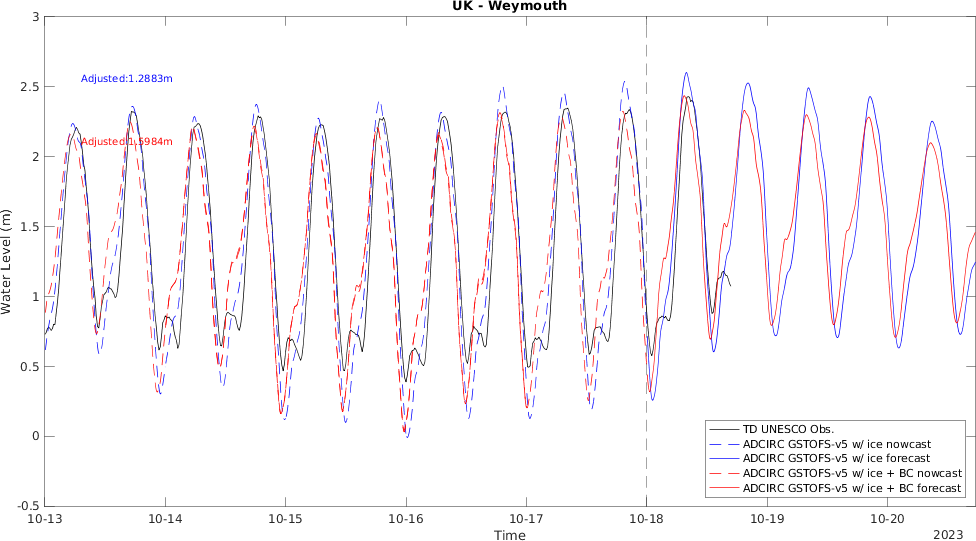 UK - Weymouth
3
2.5
2
1.5
1
0.5
0
-0.5
Water Level (m)
Adjusted:1.2883m
Adjusted:1.5984m
TD UNESCO Obs.
ADCIRC GSTOFS-v5 w/ ice nowcast
ADCIRC GSTOFS-v5 w/ ice forecast
ADCIRC GSTOFS-v5 w/ ice + BC nowcast
ADCIRC GSTOFS-v5 w/ ice + BC forecast
10-13 10-14 10-15 10-16 10-17 10-18 10-19 10-20
Time
2023